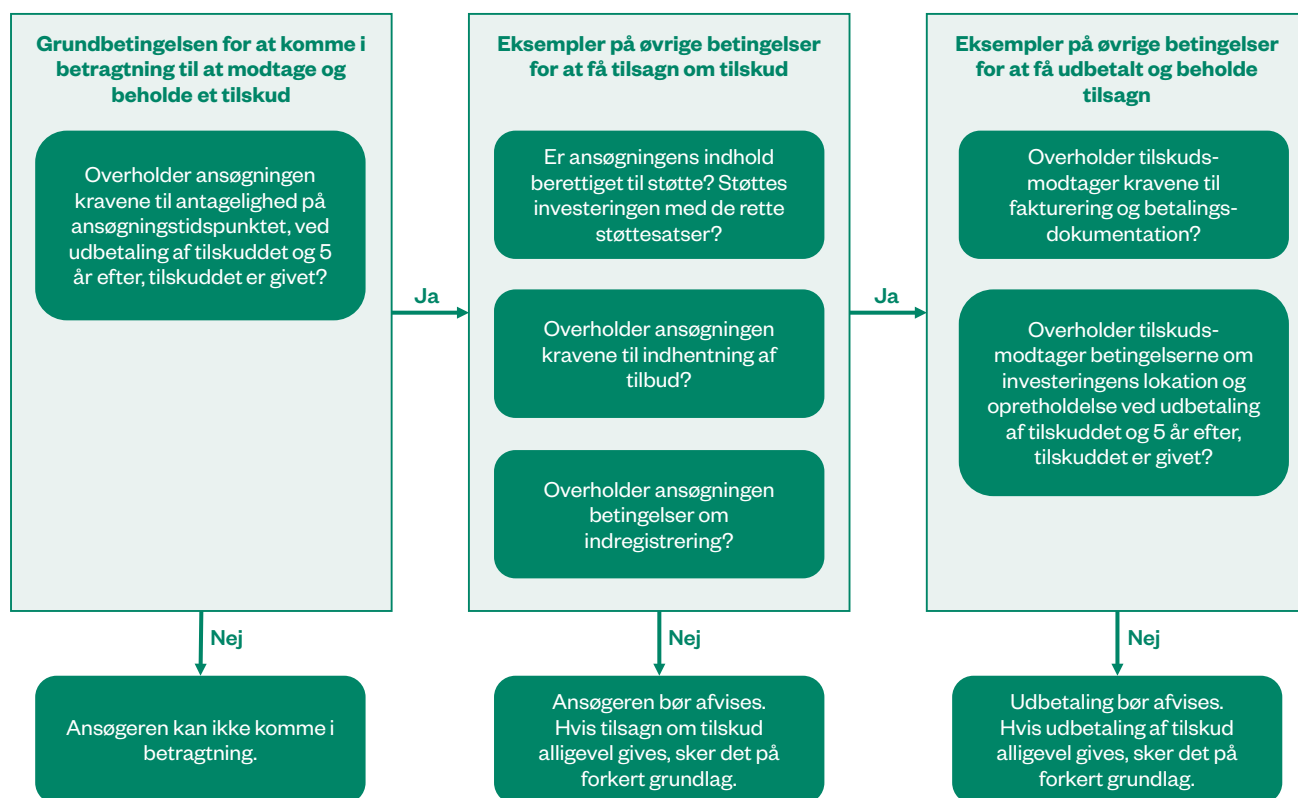 Grundbetingelsen for at komme i
betragtning til at modtage og
beholde et tilskud
Overholder ansøgningen
kravene til antagelighed på
ansøgningstidspunktet, ved
udbetaling af tilskuddet og 5
år efter, tilskuddet er givet?
Ja
Nej
Ansøgeren kan ikke komme i
betragtning.
Eksempler på øvrige betingelser
for at få tilsagn om tilskud
Er ansøgningens indhold
berettiget til støtte? Støttes
investeringen med de rette
støttesatser?
Overholder ansøgningen
kravene til indhentning af
tilbud?
Overholder ansøgningen
betingelser om
indregistrering?
Ja
Nej
Ansøgeren bør afvises.
Hvis tilsagn om tilskud
alligevel gives, sker det på
forkert grundlag.
Eksempler på øvrige betingelser
for at få udbetalt og beholde
tilsagn
Overholder tilskuds-
modtager kravene til
fakturering og betalings-
dokumentation?
Overholder tilskuds-
modtager betingelserne om
investeringens lokation og
opretholdelse ved udbetaling
af tilskuddet og 5 år efter,
tilskuddet er givet?
Nej
Udbetaling bør afvises.
Hvis udbetaling af tilskud
alligevel gives, sker det på
forkert grundlag.